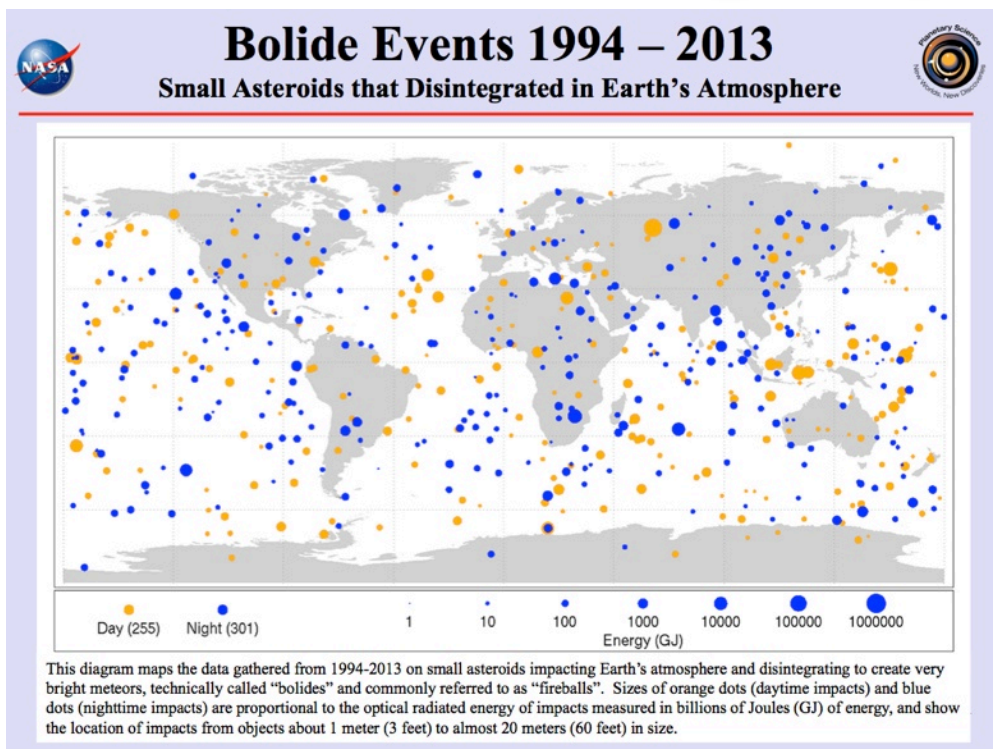 NASA
Bolide Events 1994 – 2013
Small Asteroids that Disintegrated in Earth's Atmosphere
Planetary Science
New Worlds, New Discoveries
Day (255)
Night (301)
1
10
100
1000
10000
100000
1000000
Energy (GJ)
This diagram maps the data gathered from 1994-2013 on small asteroids impacting Earth's atmosphere and disintegrating to create very
bright meteors, technically called “bolides” and commonly referred to as “fireballs”.  Sizes of orange dots (daytime impacts) and blue
dots (nighttime impacts) are proportional to the optical radiated energy of impacts measured in billions of Joules (GJ) of energy, and show
the location of impacts from objects about 1 meter (3 feet) to almost 20 meters (60 feet) in size.